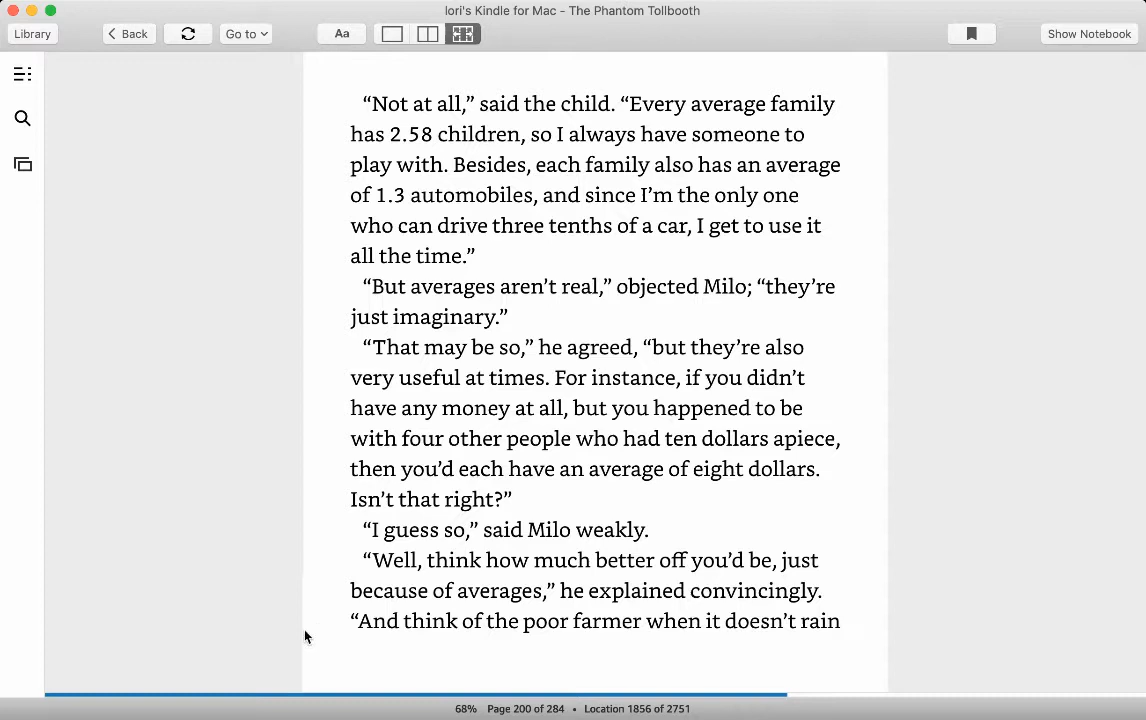 lori's Kindle for Mac - The Phantom Tollbooth
Library
Back
Go to
Aa
Show Notebook
“Not at all,” said the child. “Every average family
has 2.58 children, so I always have someone to
play with. Besides, each family also has an average
of 1.3 automobiles, and since I’m the only one
who can drive three tenths of a car, I get to use it
all the time.”
“But averages aren’t real,” objected Milo; “they’re
just imaginary.”
“That may be so,” he agreed, “but they’re also
very useful at times. For instance, if you didn’t
have any money at all, but you happened to be
with four other people who had ten dollars apiece,
then you’d each have an average of eight dollars.
Isn’t that right?”
“I guess so,” said Milo weakly.
“Well, think how much better off you’d be, just
because of averages,” he explained convincingly.
“And think of the poor farmer when it doesn’t rain
68% Page 200 of 284 • Location 1856 of 2751